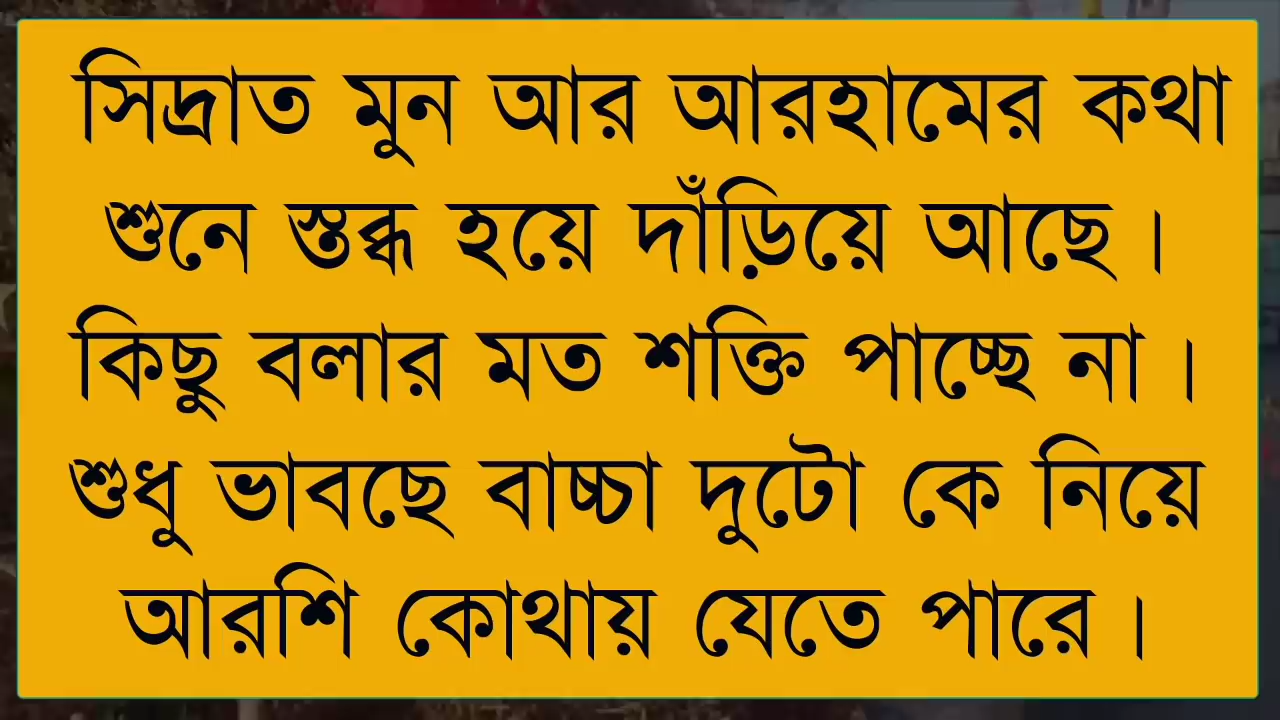 সিদ্রাত মুন আর আরহামের কথা
শুনে স্তব্ধ হয়ে দাঁড়িয়ে আছে।
কিছু বলার মত শক্তি পাচ্ছে না।
শুধু ভাবছে বাচ্চা দুটো কে নিয়ে
আরশি কোথায় যেতে পারে।